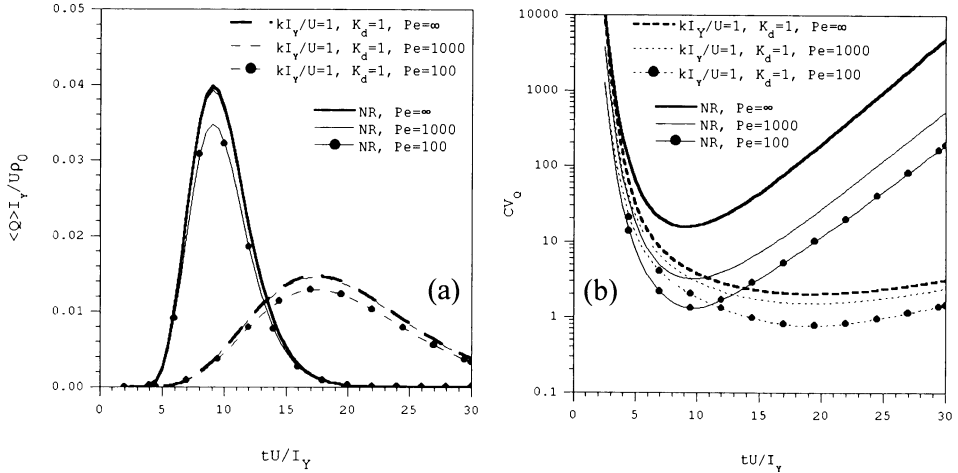 kI_Y/U=1, K_d=1, Pe=∞
kI_Y/U=1, K_d=1, Pe=1000
kI_Y/U=1, K_d=1, Pe=100
NR, Pe=∞
NR, Pe=1000
NR, Pe=100
<Q>I_Y/Uρ_0
0.05
0.04
0.03
0.02
0.01
0.00
0
5
10
15
20
25
30
tU/I_Y
(a)
kI_Y/U=1, K_d=1, Pe=∞
kI_Y/U=1, K_d=1, Pe=1000
kI_Y/U=1, K_d=1, Pe=100
NR, Pe=∞
NR, Pe=1000
NR, Pe=100
CV_Q
10000
1000
100
10
1
0.1
0
5
10
15
20
25
30
tU/I_Y
(b)